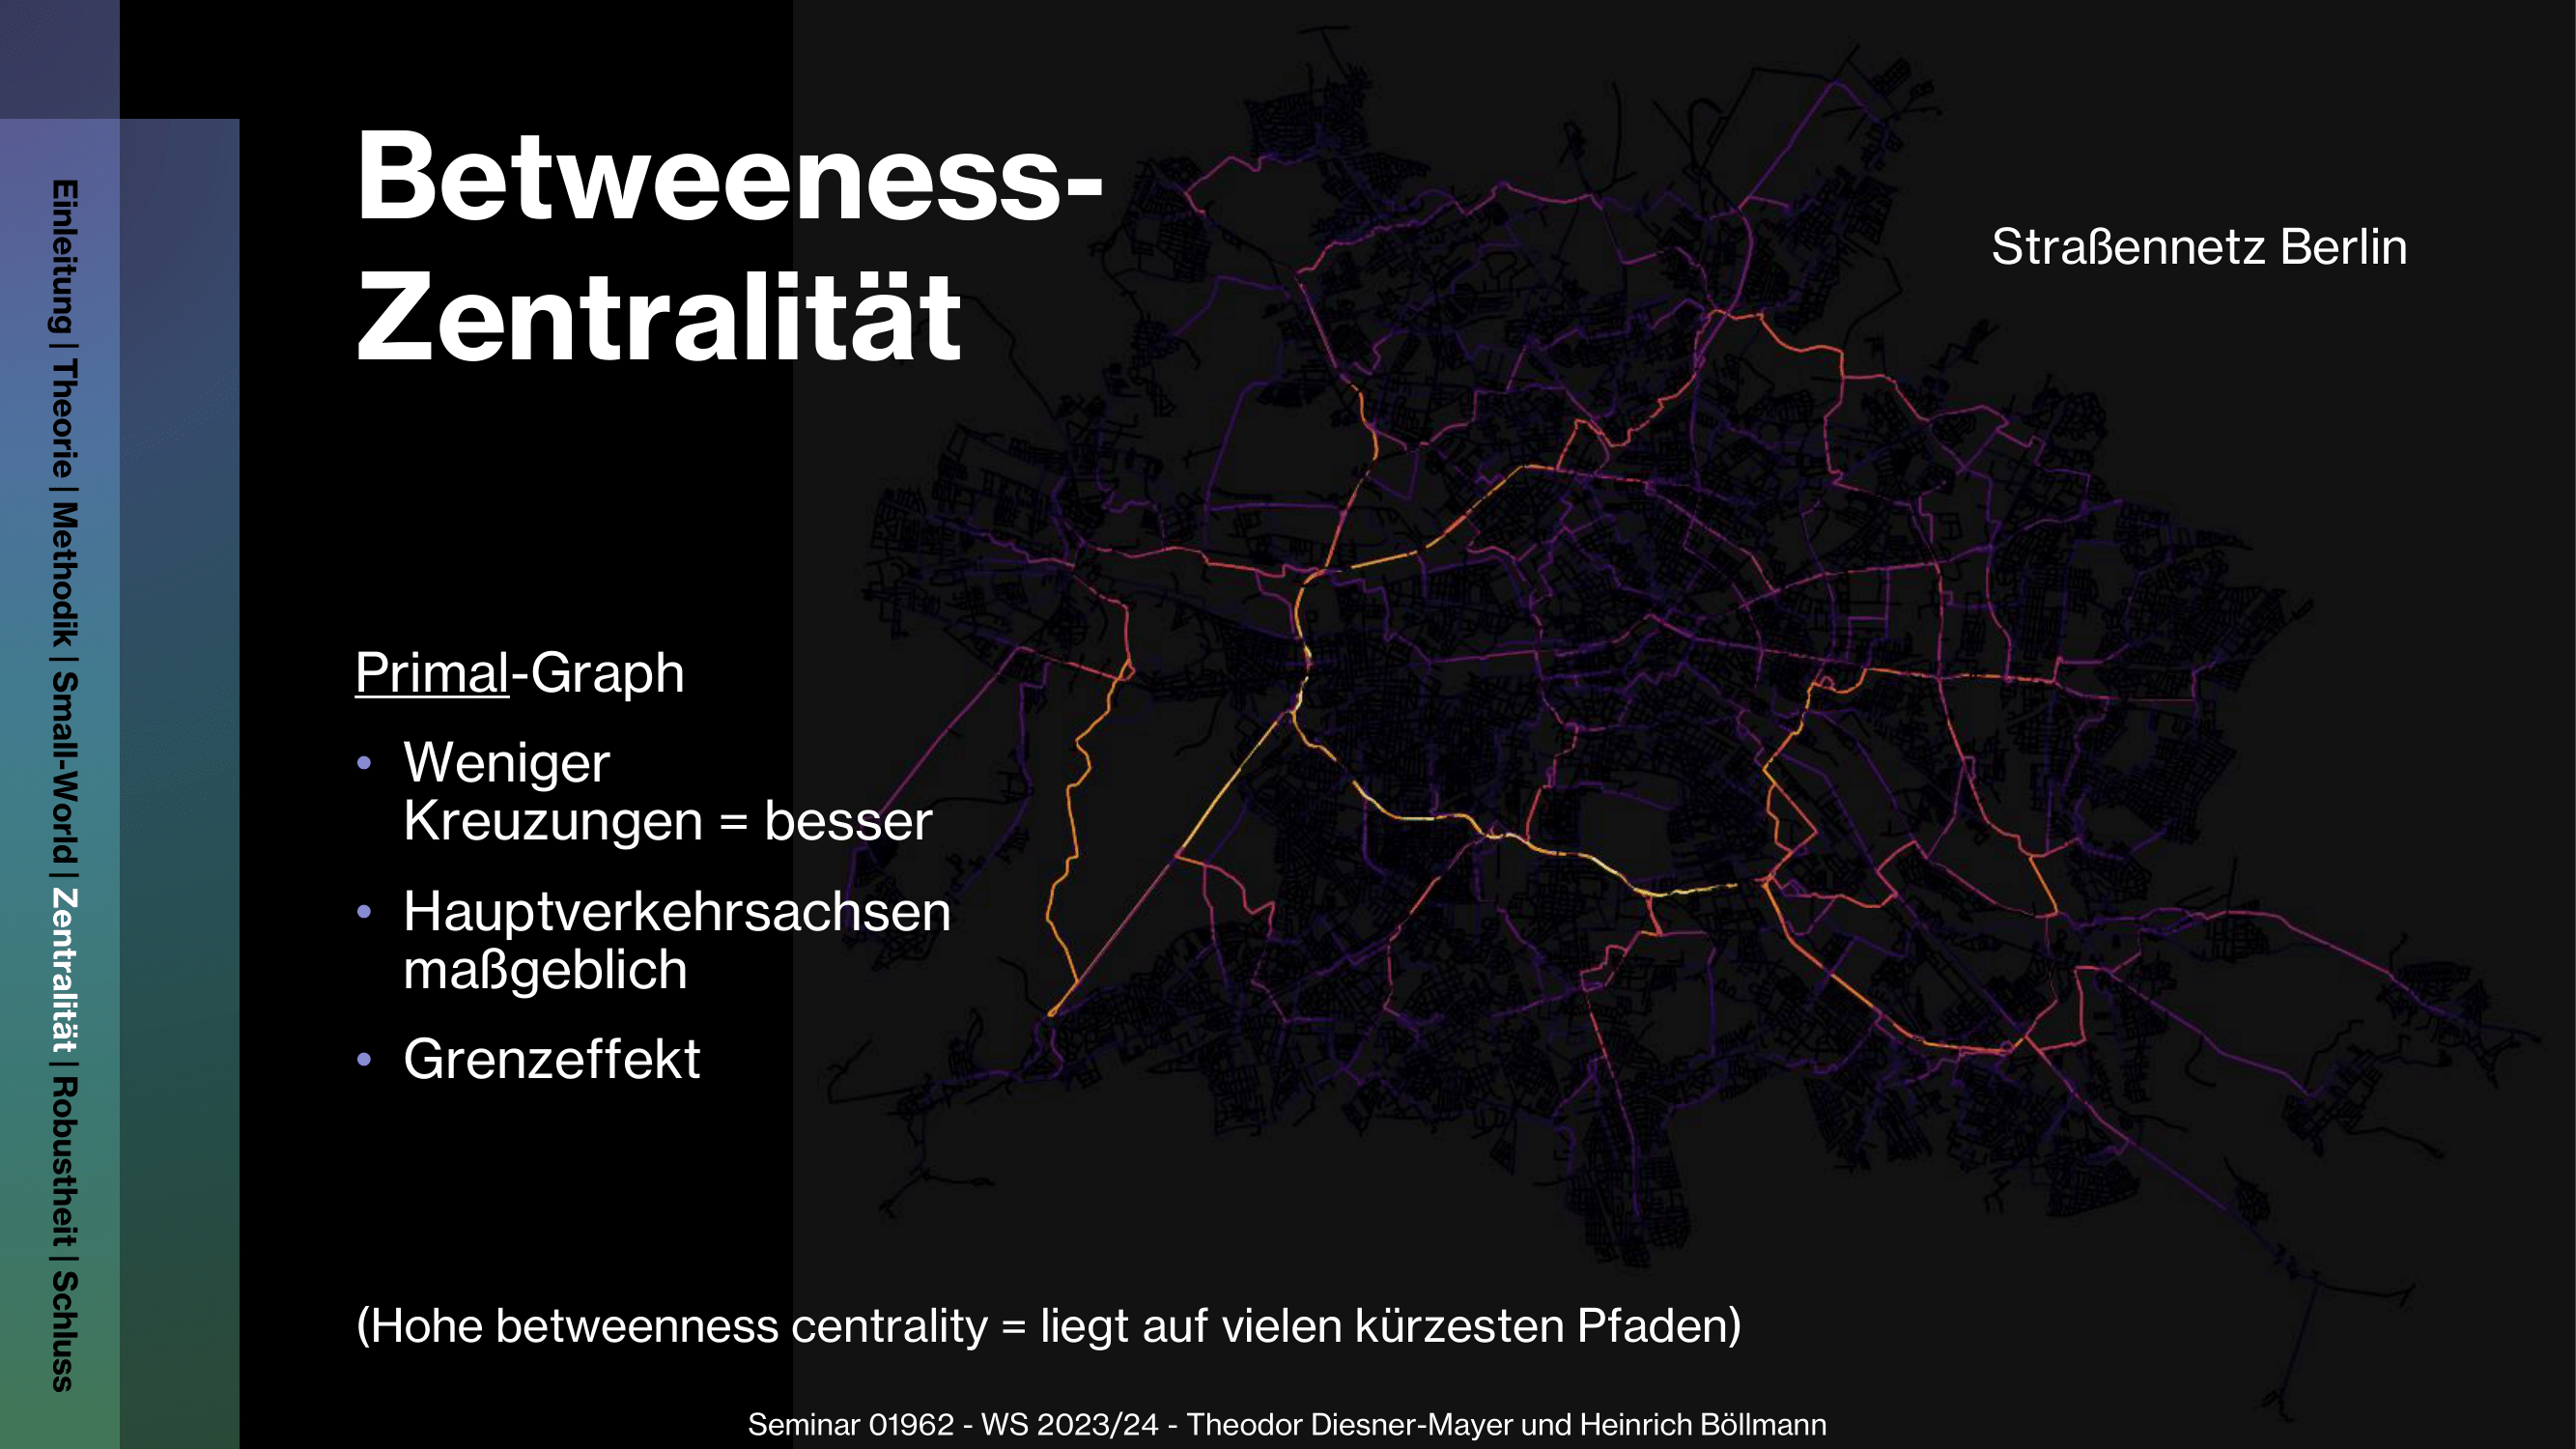 Einleitung | Theorie | Methodik | Small-World | Zentralität | Robustheit | Schluss
Betweeness-
Zentralität
Straßennetz Berlin
Primal-Graph
• Weniger
Kreuzungen = besser
• Hauptverkehrsachsen
maßgeblich
• Grenzeffekt
(Hohe betweenness centrality = liegt auf vielen kürzesten Pfaden)
Seminar 01962 - WS 2023/24 - Theodor Diesner-Mayer und Heinrich Böllmann